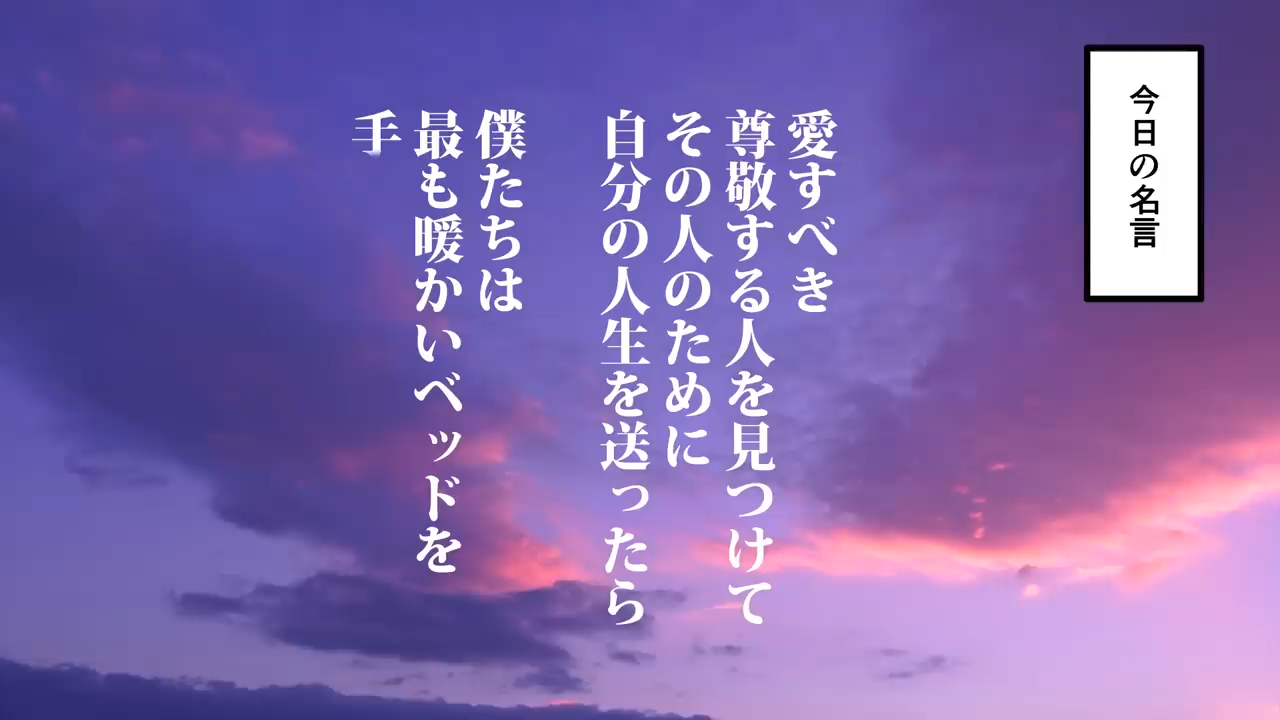 今日の名言
愛すべき
尊敬する人を見つけて
その人のために
自分の人生を送ったら
僕たちは
最も暖かいベッドを
手